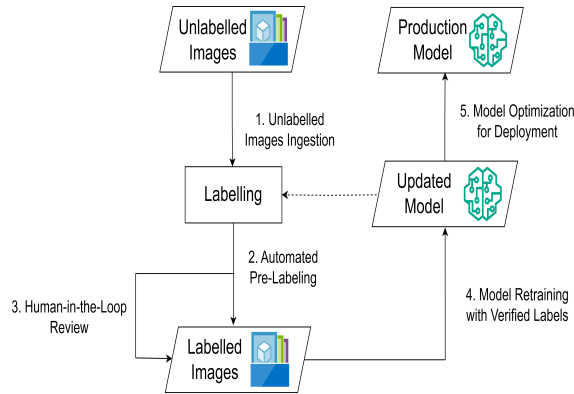 Unlabelled
Images
Production
Model
1. Unlabelled
Images Ingestion
5. Model Optimization
for Deployment
Labelling
Updated
Model
2. Automated
Pre-Labeling
3. Human-in-the-Loop
Review
4. Model Retraining
with Verified Labels
Labelled
Images